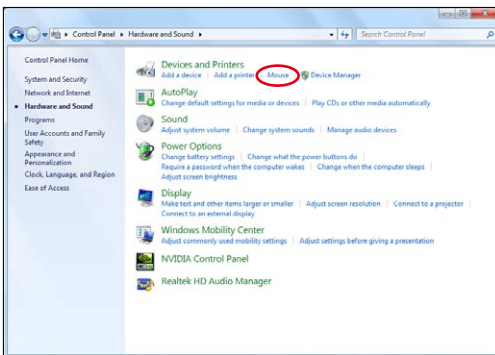 Control Panel ▸ Hardware and Sound ▸
Search Control Panel
Control Panel Home
System and Security
Network and Internet
Hardware and Sound
Programs
User Accounts and Family
Safety
Appearance and
Personalization
Clock, Language, and Region
Ease of Access
Devices and Printers
Add a device | Add a printer | Mouse | Device Manager
AutoPlay
Change default settings for media or devices | Play CDs or other media automatically
Sound
Adjust system volume | Change system sounds | Manage audio devices
Power Options
Change battery settings | Change what the power buttons do |
Require a password when the computer wakes | Change when the computer sleeps |
Adjust screen brightness
Display
Make text and other items larger or smaller | Adjust screen resolution | Connect to a projector |
Connect to an external display
Windows Mobility Center
Adjust commonly used mobility settings | Adjust settings before giving a presentation
NVIDIA Control Panel
Realtek HD Audio Manager